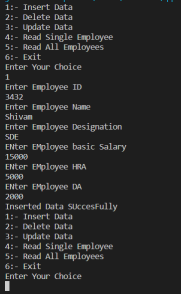 1:- Insert Data
2:- Delete Data
3:- Update Data
4:- Read Single Employee
5:- Read All Employees
6:- Exit
Enter Your Choice
1
Enter Employee ID
3432
Enter Employee Name
Shivam
Enter Employee Designation
SDE
ENter EMployee basic Salary
15000
ENter EMployee HRA
5000
ENter EMployee DA
2000
Inserted Data SUccesFully
1:- Insert Data
2:- Delete Data
3:- Update Data
4:- Read Single Employee
5:- Read All Employees
6:- Exit
Enter Your Choice